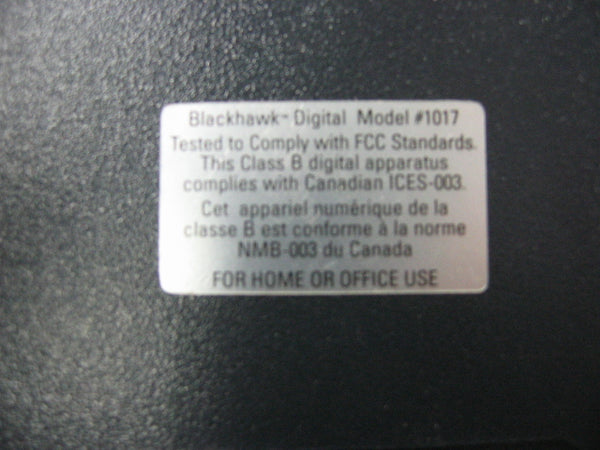 Blackhawk™ Digital Model #1017
Tested to Comply with FCC Standards.
This Class B digital apparatus
complies with Canadian ICES-003.
Cet appariel numérique de la
classe B est conforme à la norme
NMB-003 du Canada
FOR HOME OR OFFICE USE